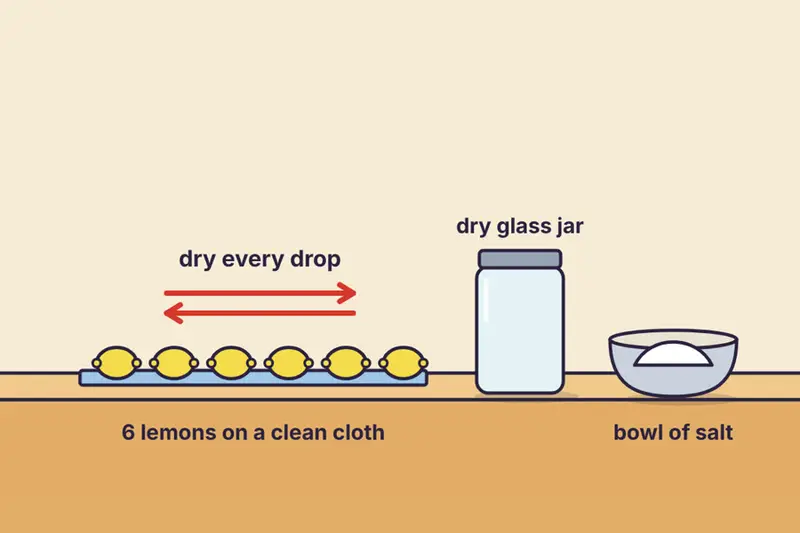 dry glass jar
dry every drop
6 lemons on a clean cloth
bowl of salt